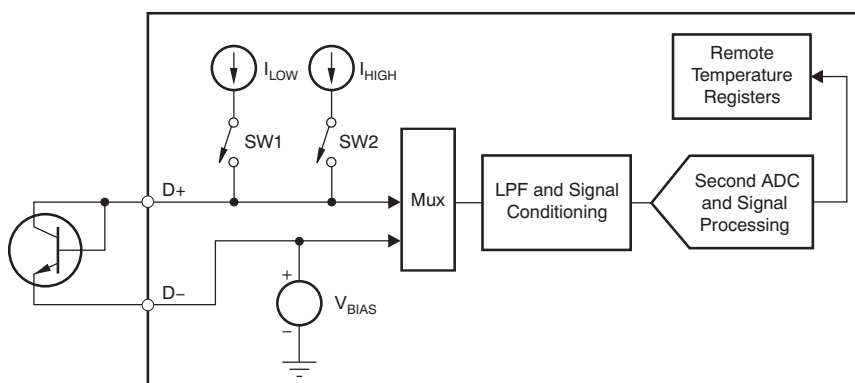 I_LOW
I_HIGH
SW1
SW2
D+
D−
Mux
+
V_BIAS
−
LPF and Signal
Conditioning
Second ADC
and Signal
Processing
Remote
Temperature
Registers